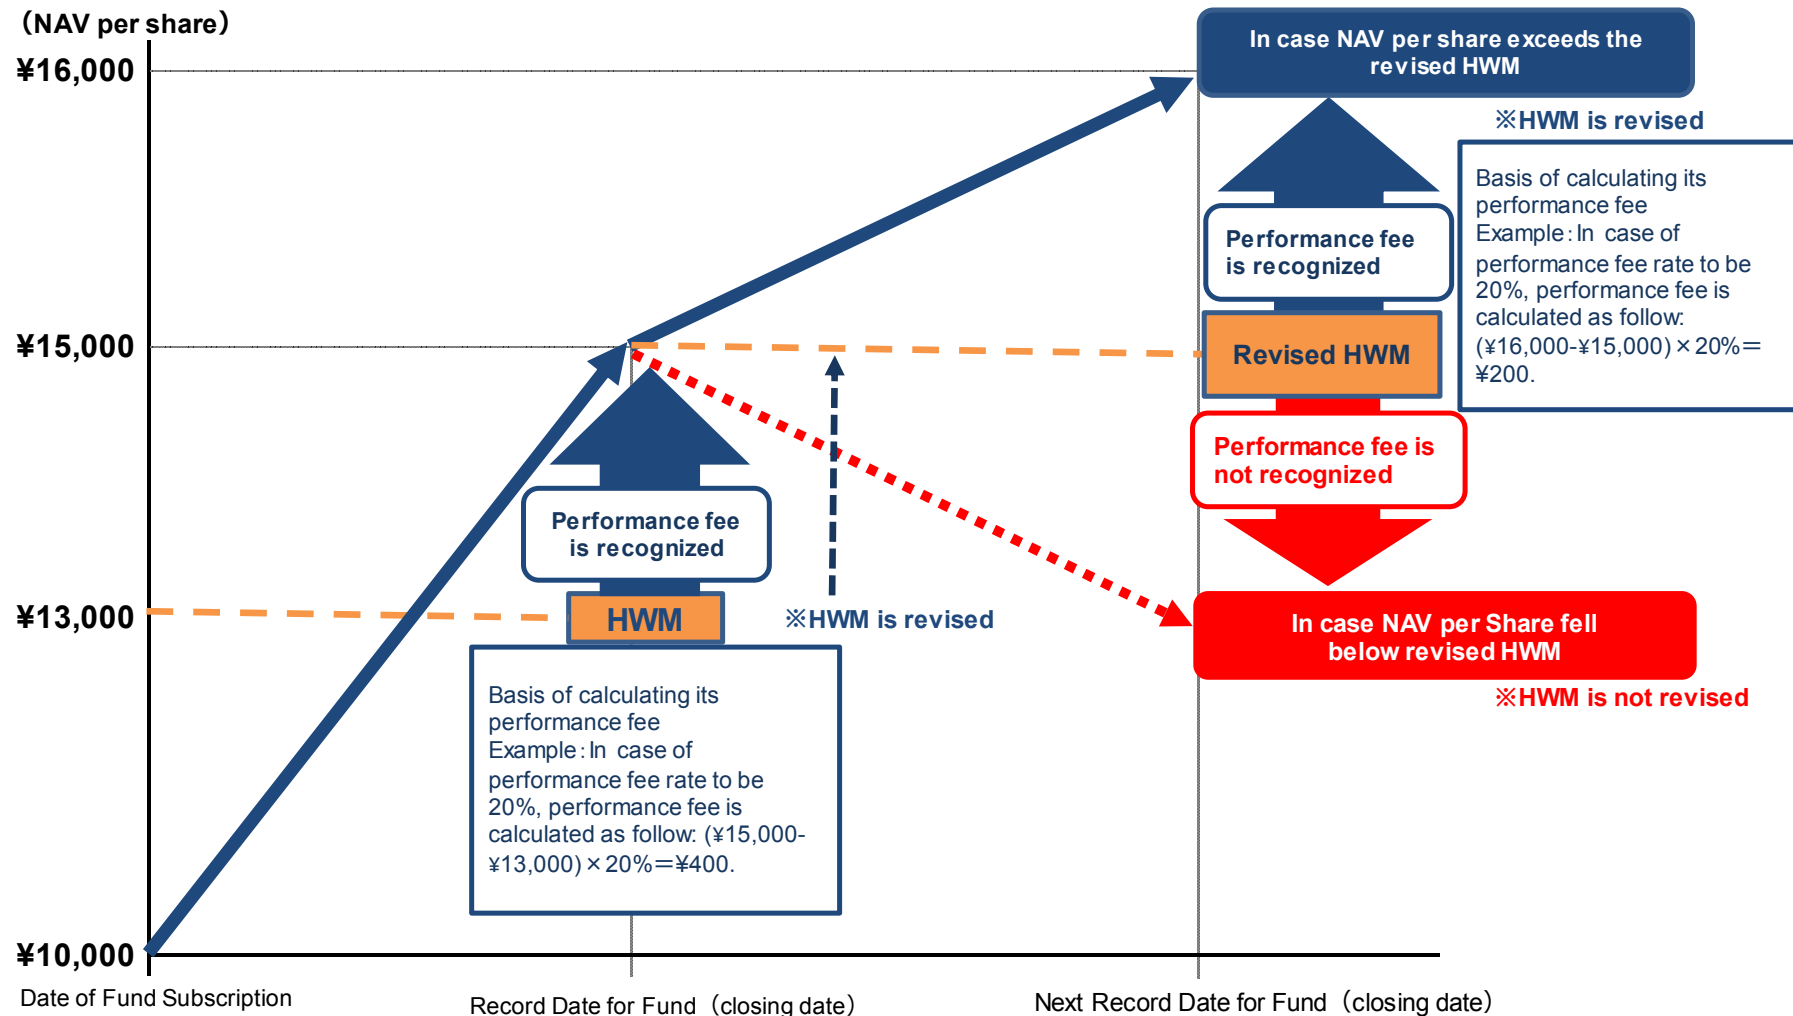 （NAV per share）
¥16,000
¥15,000
¥13,000
¥10,000
In case NAV per share exceeds the
revised HWM
※HWM is revised
Performance fee
is recognized
Basis of calculating its
performance fee
Example：In case of
performance fee rate to be
20%, performance fee is
calculated as follow:
(¥16,000-¥15,000)×20%＝
¥200.
Revised HWM
Performance fee is
not recognized
In case NAV per Share fell
below revised HWM
※HWM is not revised
Performance fee
is recognized
HWM
※HWM is revised
Basis of calculating its
performance fee
Example：In case of
performance fee rate to be
20%, performance fee is
calculated as follow: (¥15,000-
¥13,000)×20%＝¥400.
Date of Fund Subscription
Record Date for Fund（closing date）
Next Record Date for Fund（closing date）